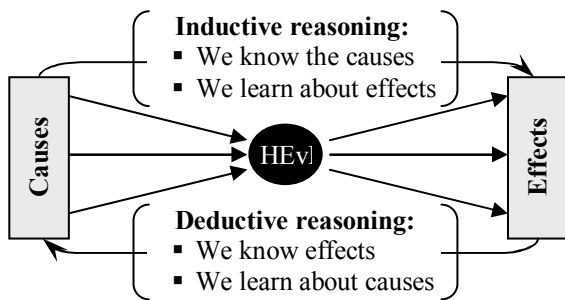 Inductive reasoning:
▪ We know the causes
▪ We learn about effects
Causes
HEvl
Effects
Deductive reasoning:
▪ We know effects
▪ We learn about causes